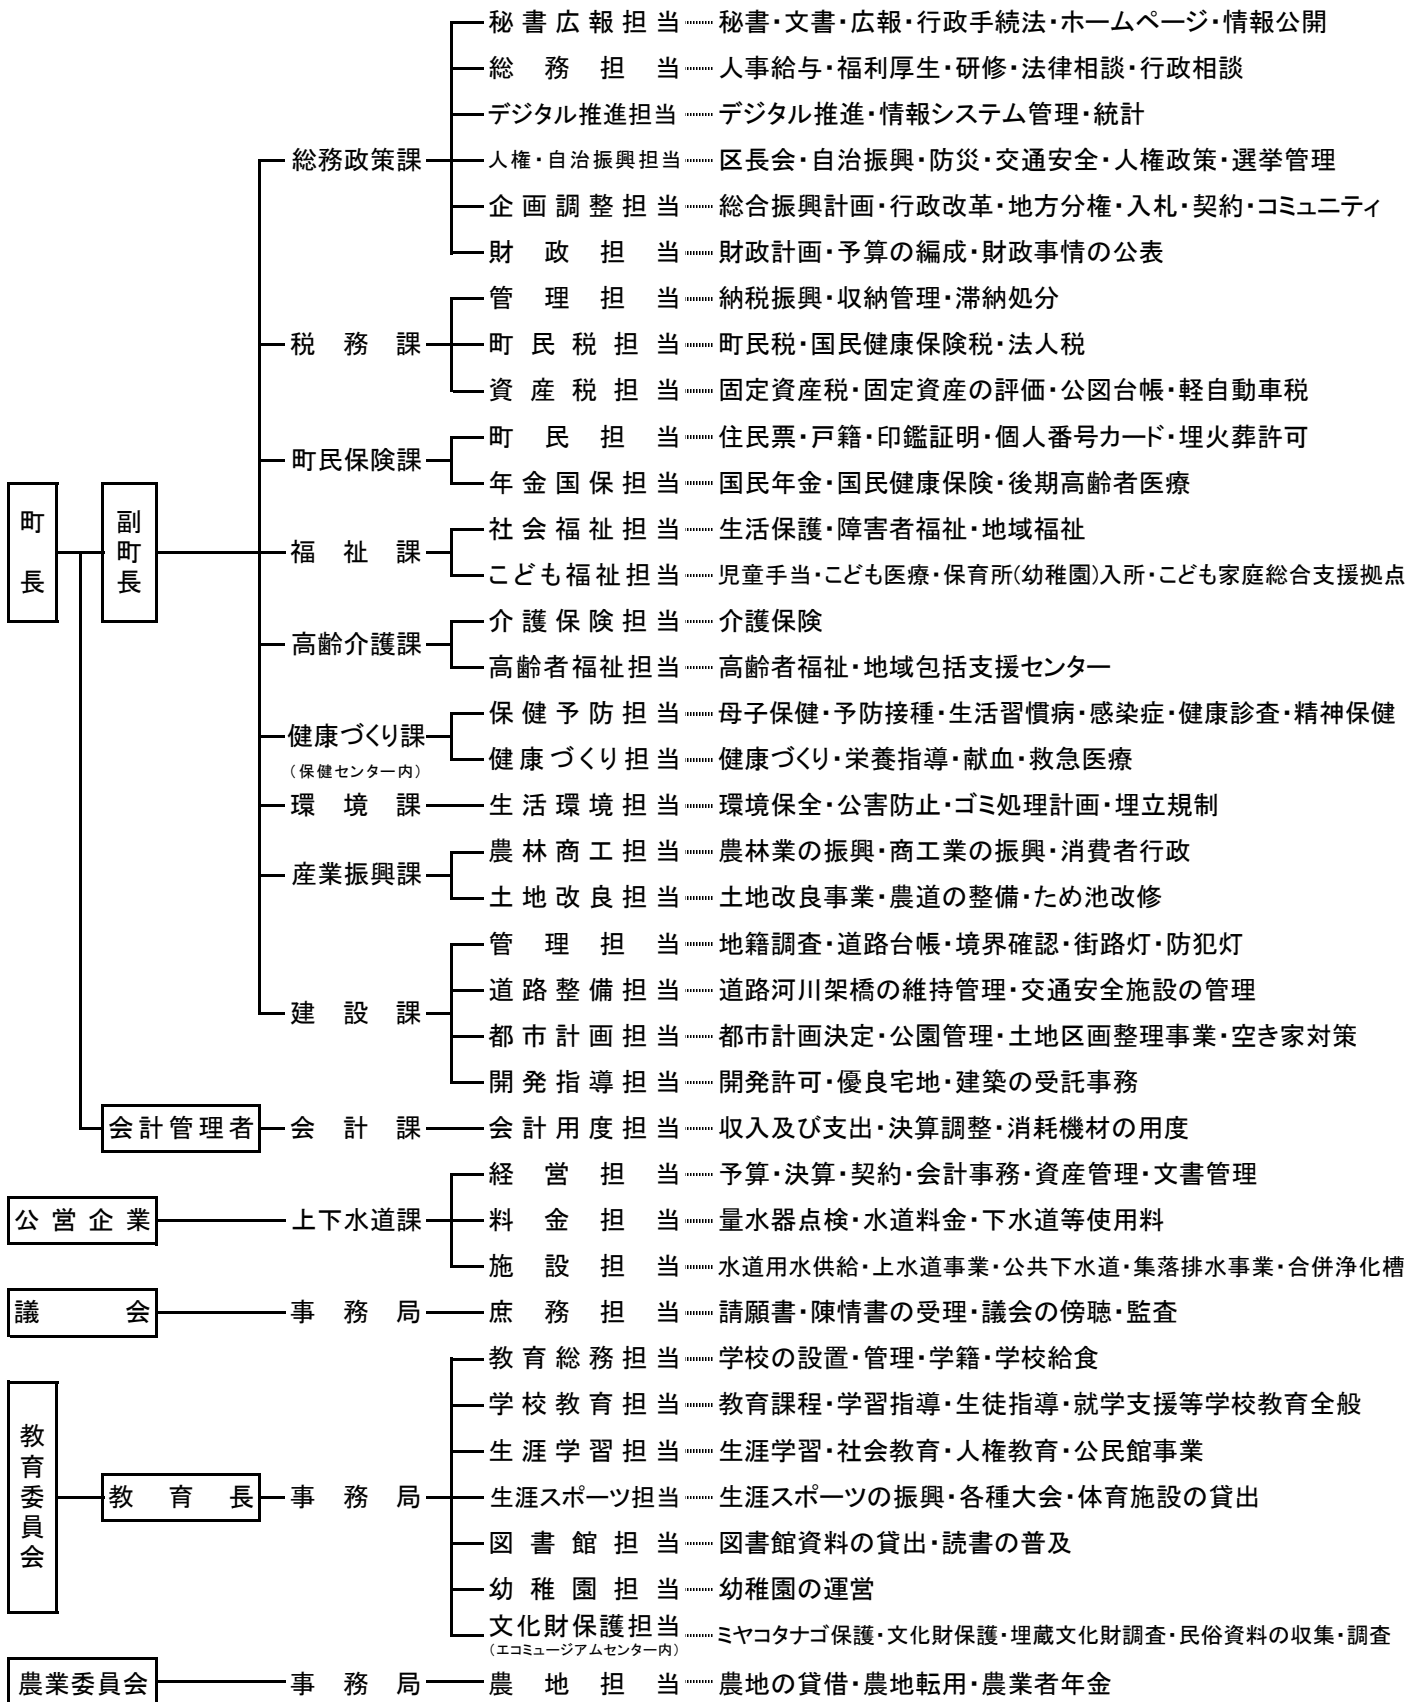 秘書広報担当 秘書・文書・広報・行政手続法・ホームページ・情報公開
総務担当 人事給与・福利厚生・研修・法律相談・行政相談
デジタル推進担当 デジタル推進・情報システム管理・統計
総務政策課 人権・自治振興担当 区長会・自治振興・防災・交通安全・人権政策・選挙管理
企画調整担当 総合振興計画・行政改革・地方分権・入札・契約・コミュニティ
財政担当 財政計画・予算の編成・財政事情の公表
管理担当 納税振興・収納管理・滞納処分
税務課 町民税担当 町民税・国民健康保険税・法人税
資産税担当 固定資産税・固定資産の評価・公図台帳・軽自動車税
町民担当 住民票・戸籍・印鑑証明・個人番号カード・埋火葬許可
町民保険課
年金国保担当 国民年金・国民健康保険・後期高齢者医療
町長
副町長
社会福祉担当 生活保護・障害者福祉・地域福祉
福祉課
こども福祉担当 児童手当・こども医療・保育所(幼稚園)入所・こども家庭総合支援拠点
介護保険担当 介護保険
高齢介護課
高齢者福祉担当 高齢者福祉・地域包括支援センター
保健予防担当 母子保健・予防接種・生活習慣病・感染症・健康診査・精神保健
健康づくり課
(保健センター内)
健康づくり担当 健康づくり・栄養指導・献血・救急医療
環境課 生活環境担当 環境保全・公害防止・ゴミ処理計画・埋立規制
農林商工担当 農林業の振興・商工業の振興・消費者行政
産業振興課
土地改良担当 土地改良事業・農道の整備・ため池改修
管理担当 地籍調査・道路台帳・境界確認・街路灯・防犯灯
道路整備担当 道路河川架橋の維持管理・交通安全施設の管理
建設課
都市計画担当 都市計画決定・公園管理・土地区画整理事業・空き家対策
開発指導担当 開発許可・優良宅地・建築の受託事務
会計管理者 会計課 会計用度担当 収入及び支出・決算調整・消耗機材の用度
経営担当 予算・決算・契約・会計事務・資産管理・文書管理
公営企業 上下水道課 料金担当 量水器点検・水道料金・下水道等使用料
施設担当 水道用水供給・上水道事業・公共下水道・集落排水事業・合併浄化槽
議会 事務局 庶務担当 請願書・陳情書の受理・議会の傍聴・監査
教育総務担当 学校の設置・管理・学籍・学校給食
学校教育担当 教育課程・学習指導・生徒指導・就学支援等学校教育全般
生涯学習担当 生涯学習・社会教育・人権教育・公民館事業
教育委員会 教育長 事務局 生涯スポーツ担当 生涯スポーツの振興・各種大会・体育施設の貸出
図書館担当 図書館資料の貸出・読書の普及
幼稚園担当 幼稚園の運営
文化財保護担当 ミヤコタナゴ保護・文化財保護・埋蔵文化財調査・民俗資料の収集・調査
(エコミュージアムセンター内)
農業委員会 事務局 農地担当 農地の貸借・農地転用・農業者年金